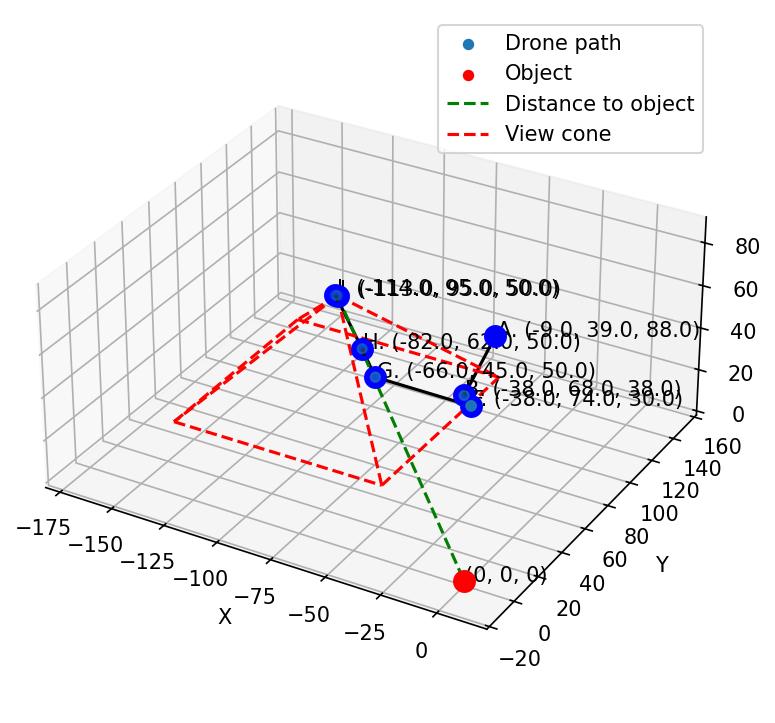 Drone path
Object
Distance to object
View cone
(-114.0, 95.0, 50.0)
A. (-9.0, 39.0, 88.0)
H. (-82.0, 62.0, 50.0)
G. (-66.0, 45.0, 50.0)
(-38.0, 68.0, 38.0)
(-38.0, 74.0, 30.0)
(0, 0, 0)
80
60
40
20
0
160
140
120
100
80
60
40
20
0
−20
Y
−175
−150
−125
−100
−75
−50
−25
0
X